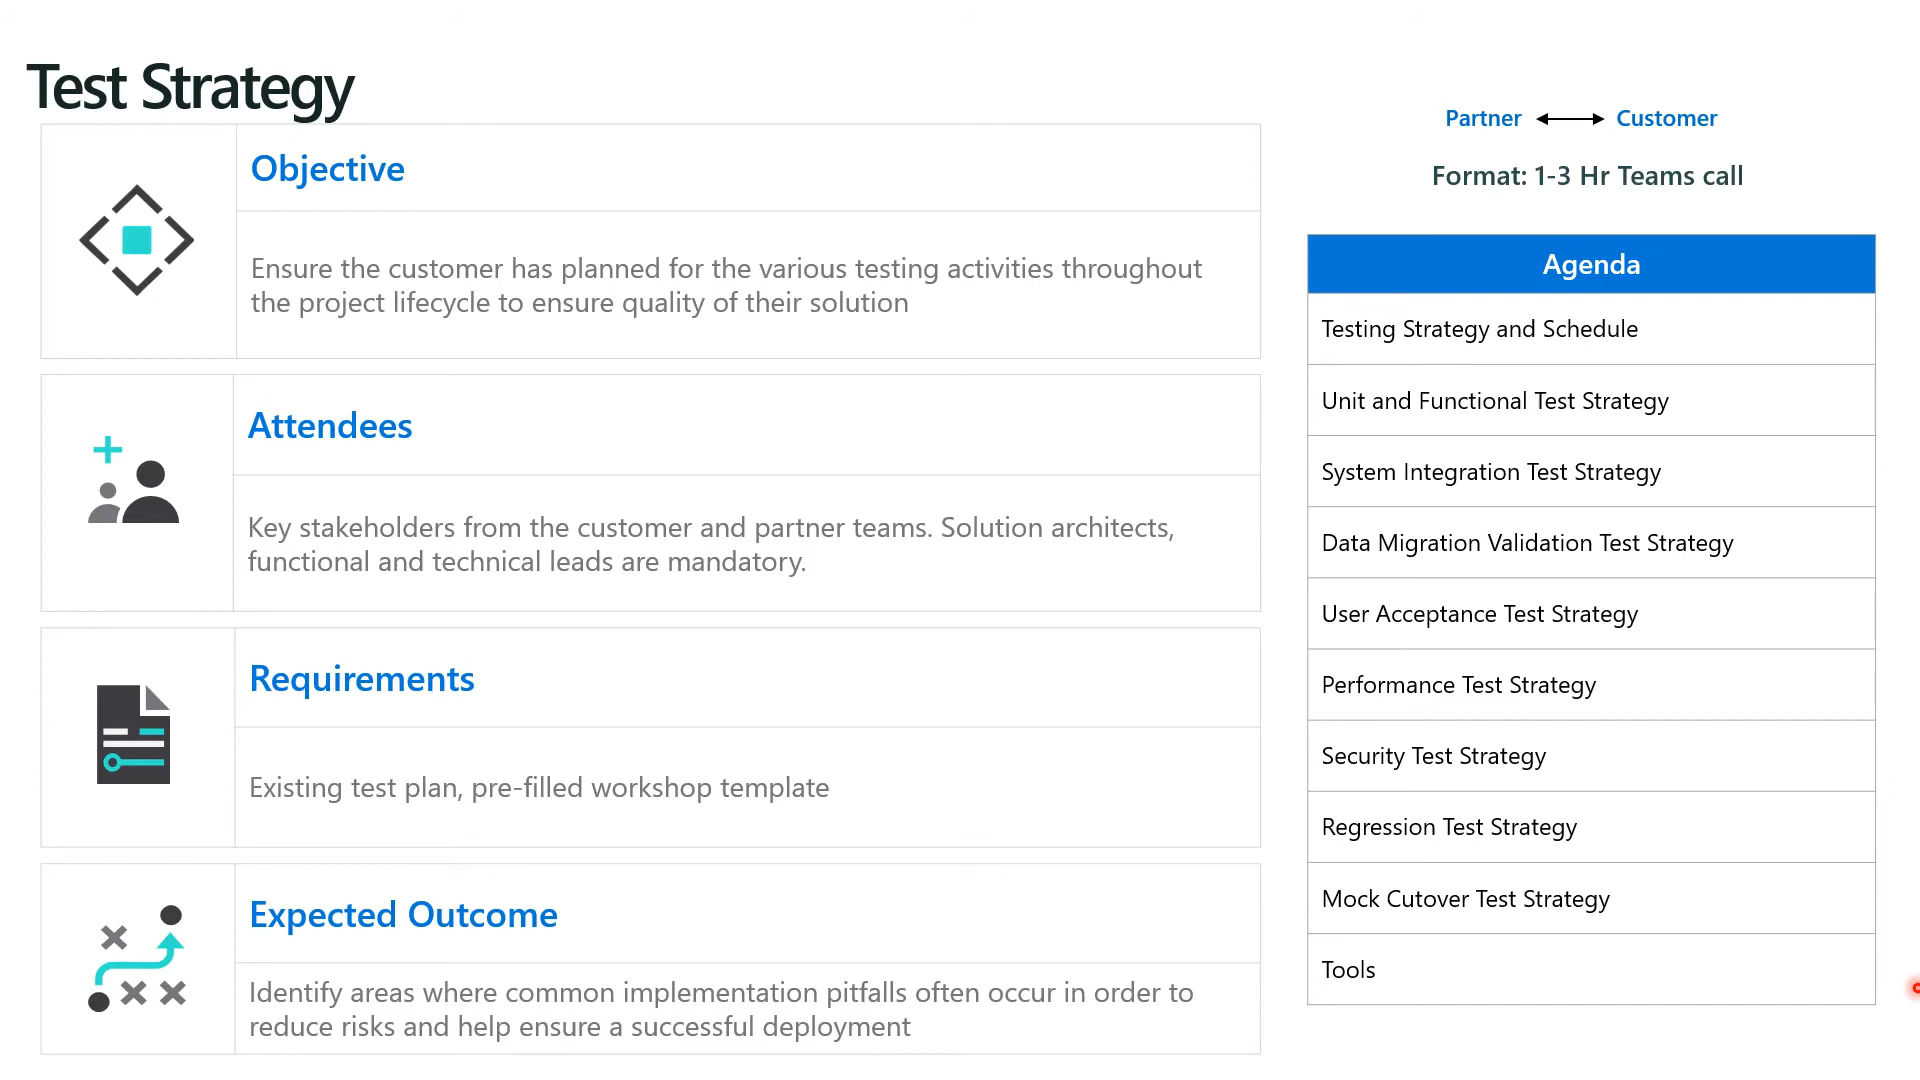 Test Strategy
Objective
Ensure the customer has planned for the various testing activities throughout
the project lifecycle to ensure quality of their solution
Attendees
Key stakeholders from the customer and partner teams. Solution architects,
functional and technical leads are mandatory.
Requirements
Existing test plan, pre-filled workshop template
Expected Outcome
Identify areas where common implementation pitfalls often occur in order to
reduce risks and help ensure a successful deployment
Partner Customer
Format: 1-3 Hr Teams call
Agenda
Testing Strategy and Schedule
Unit and Functional Test Strategy
System Integration Test Strategy
Data Migration Validation Test Strategy
User Acceptance Test Strategy
Performance Test Strategy
Security Test Strategy
Regression Test Strategy
Mock Cutover Test Strategy
Tools